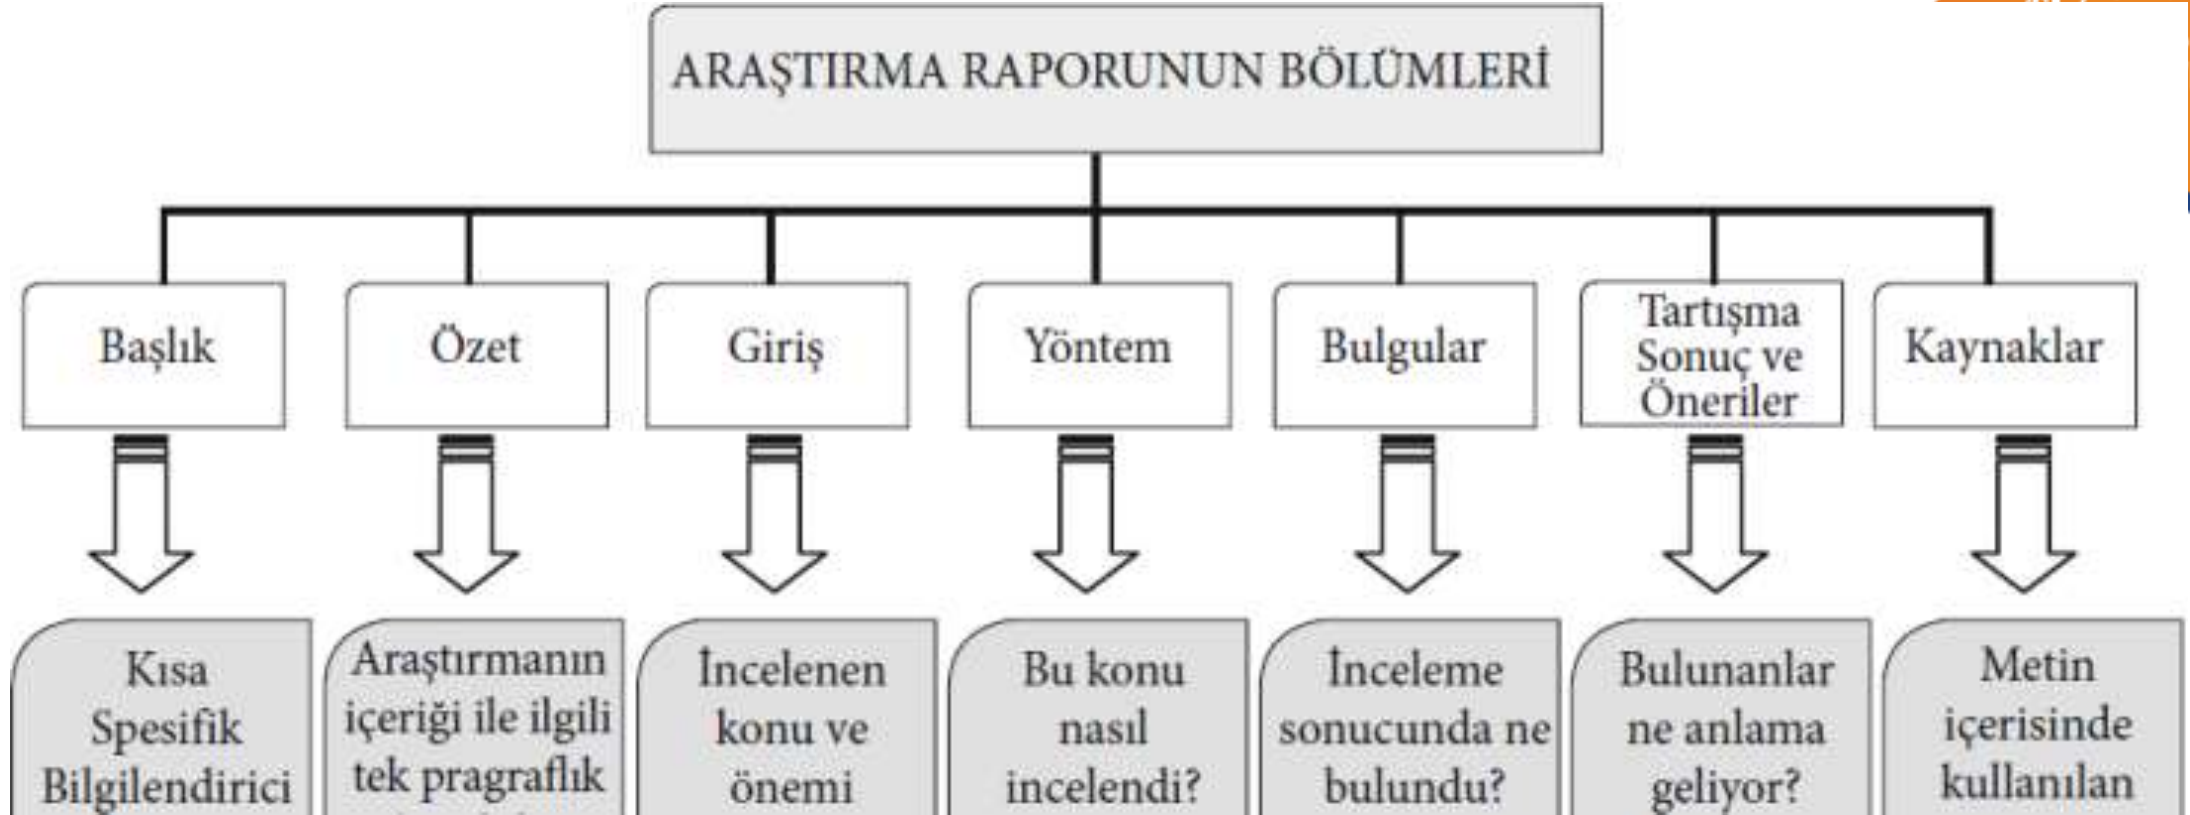 ARAŞTIRMA RAPORUNUN BÖLÜMLERİ
Başlık
Özet
Giriş
Yöntem
Bulgular
Tartışma
Sonuç ve
Öneriler
Kaynaklar
Kısa
Spesifik
Bilgilendirici
Araştırmanın
içeriği ile ilgili
tek pragraflık
İncelenen
konu ve
önemi
Bu konu
nasıl
incelendi?
İnceleme
sonucunda ne
bulundu?
Bulunanlar
ne anlama
geliyor?
Metin
içerisinde
kullanılan